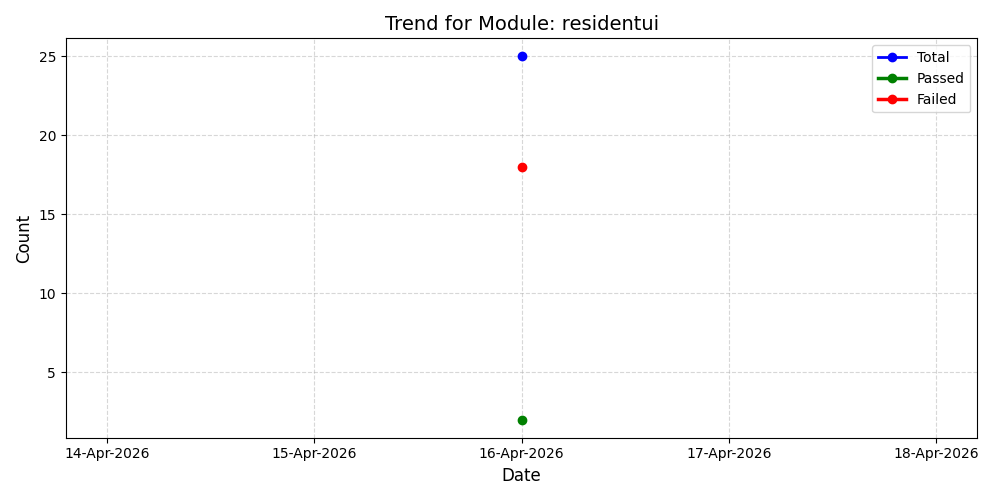 Trend for Module: residentui
Total
Passed
Failed
Count
25
20
15
10
5
14-Apr-2026
15-Apr-2026
16-Apr-2026
17-Apr-2026
18-Apr-2026
Date